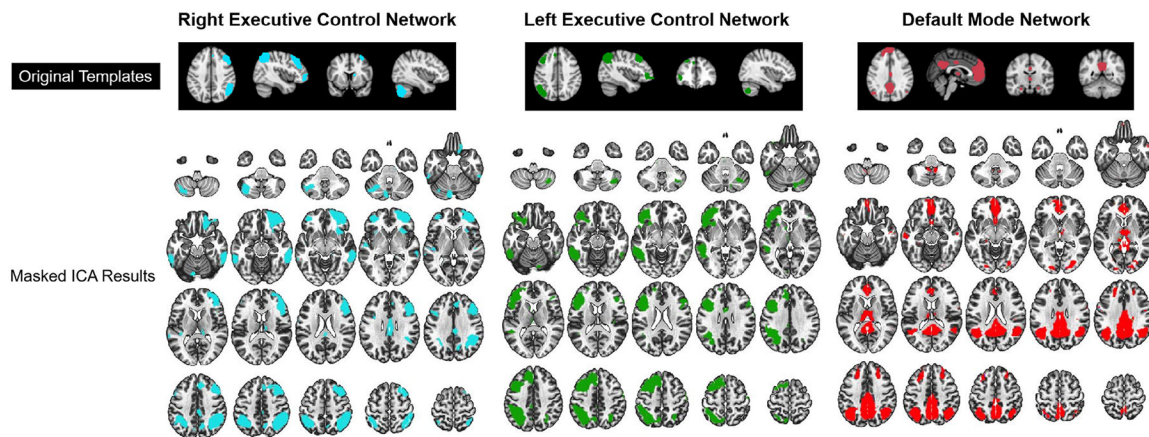 Right Executive Control Network
Left Executive Control Network
Default Mode Network
Original Templates
Masked ICA Results